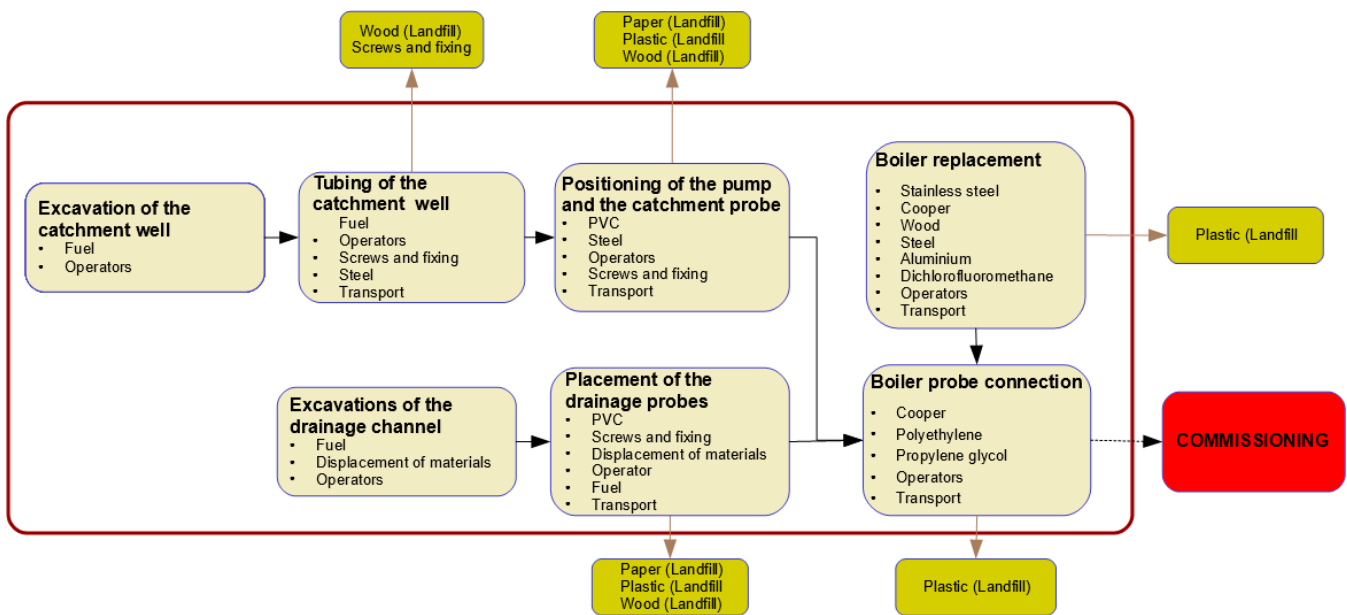 Wood (Landfill)
Screws and fixing
Paper (Landfill)
Plastic (Landfill
Wood (Landfill)
Excavation of the
catchment well
• Fuel
• Operators
Tubing of the
catchment well
Fuel
• Operators
• Screws and fixing
• Steel
• Transport
Positioning of the pump
and the catchment probe
• PVC
• Steel
• Operators
• Screws and fixing
• Transport
Boiler replacement
• Stainless steel
• Cooper
• Wood
• Steel
• Aluminium
• Dichlorofluoromethane
• Operators
• Transport
Plastic (Landfill
Excavations of the
drainage channel
• Fuel
• Displacement of materials
• Operators
Placement of the
drainage probes
• PVC
• Screws and fixing
• Displacement of materials
• Operator
• Fuel
• Transport
Boiler probe connection
• Cooper
• Polyethylene
• Propylene glycol
• Operators
• Transport
COMMISSIONING
Paper (Landfill)
Plastic (Landfill
Wood (Landfill)
Plastic (Landfill)